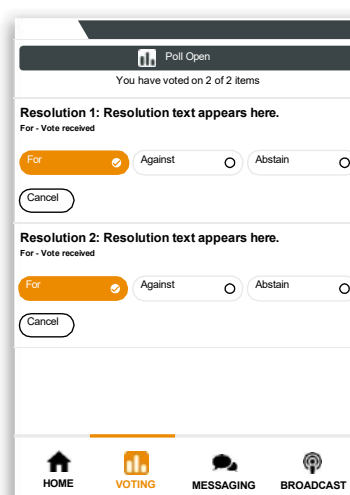 Poll Open
You have voted on 2 of 2 items
Resolution 1: Resolution text appears here.
For - Vote received
For Against Abstain
Cancel
Resolution 2: Resolution text appears here.
For - Vote received
For Against Abstain
Cancel
HOME VOTING MESSAGING BROADCAST